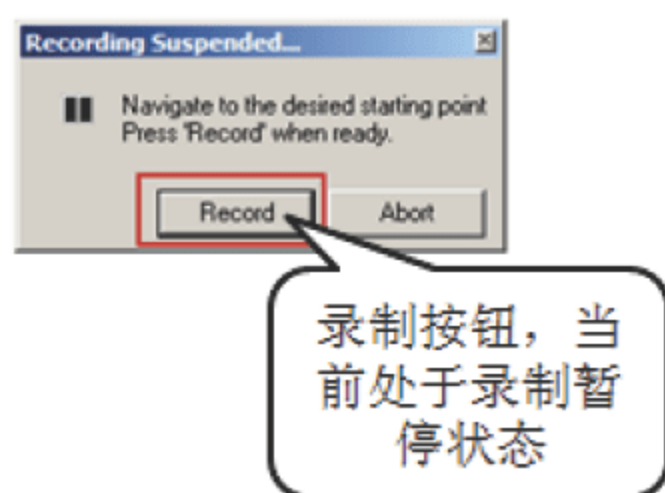 Recording Suspended...
Navigate to the desired starting point
Press 'Record' when ready.
Record Abort
录制按钮，当
前处于录制暂
停状态